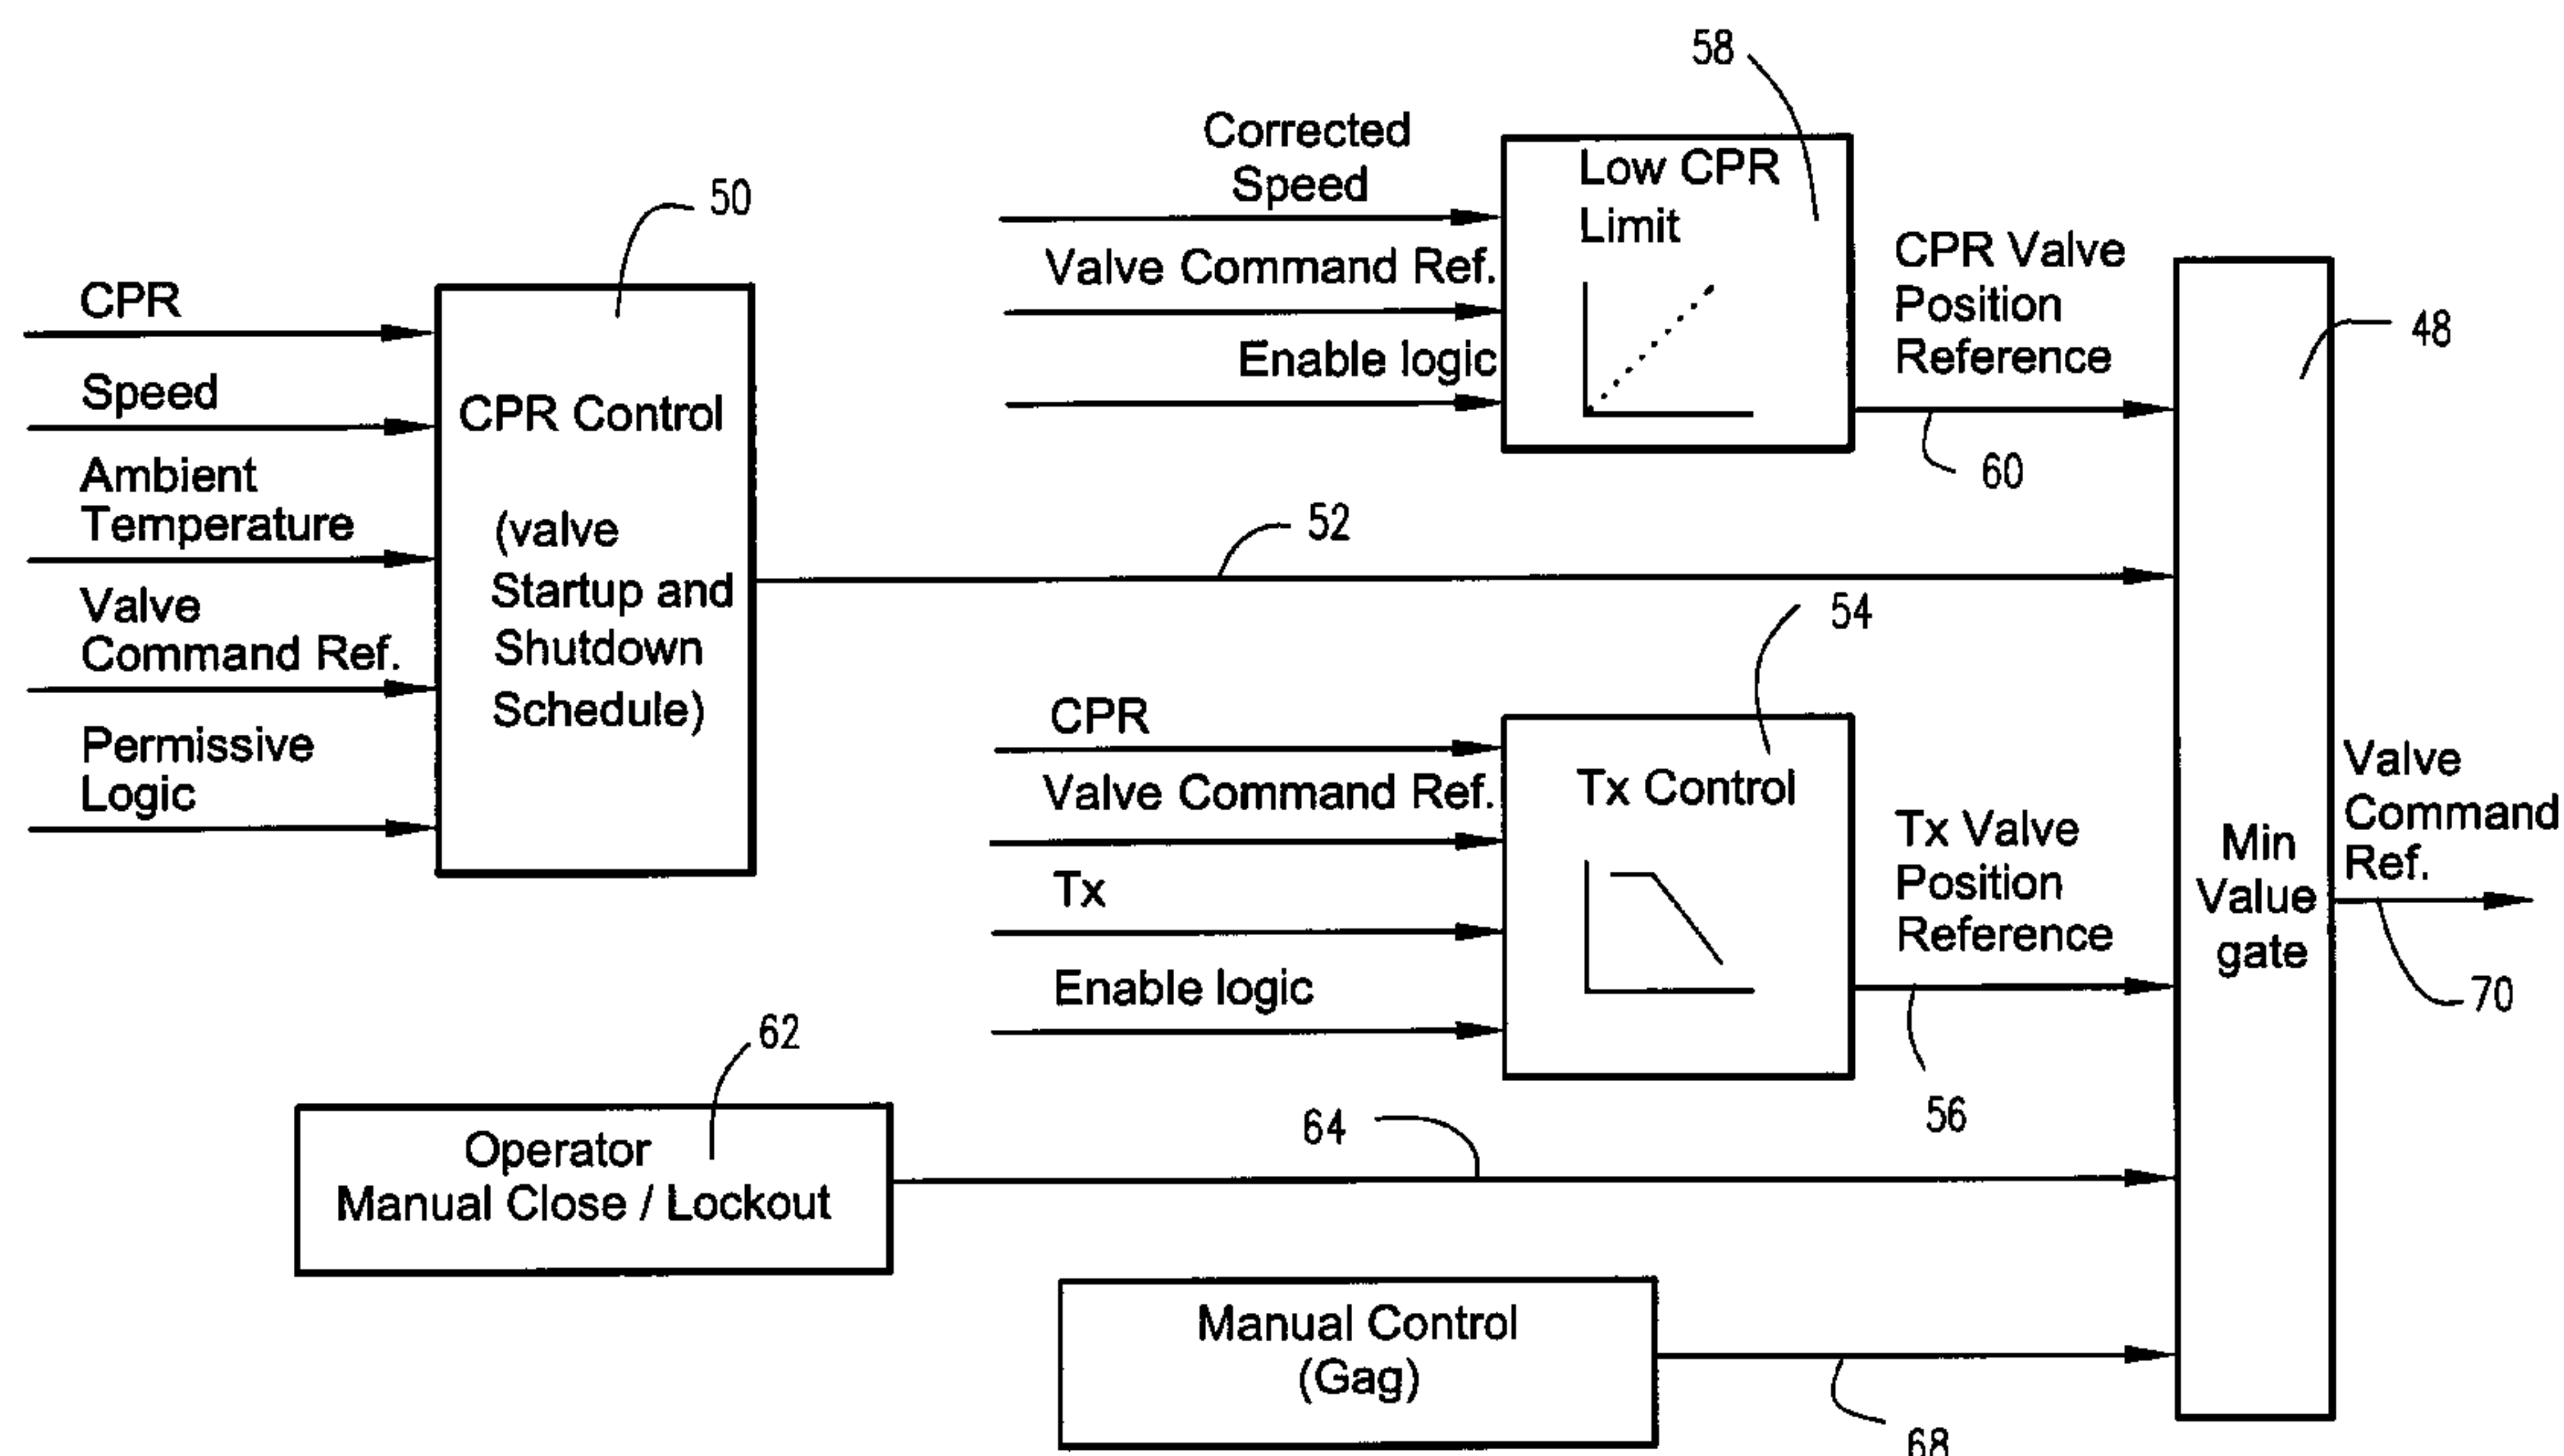 58
Corrected
Speed
Valve Command Ref.
Enable logic
Low CPR
Limit
CPR Valve
Position
Reference
60
48
50
CPR
Speed
Ambient
Temperature
Valve
Command Ref.
Permissive
Logic
CPR Control
(valve
Startup and
Shutdown
Schedule)
52
54
CPR
Valve Command Ref.
Tx
Enable logic
Tx Control
Tx Valve
Position
Reference
56
Min
Value
gate
Valve
Command
Ref.
70
62
Operator
Manual Close / Lockout
64
Manual Control
(Gag)
68